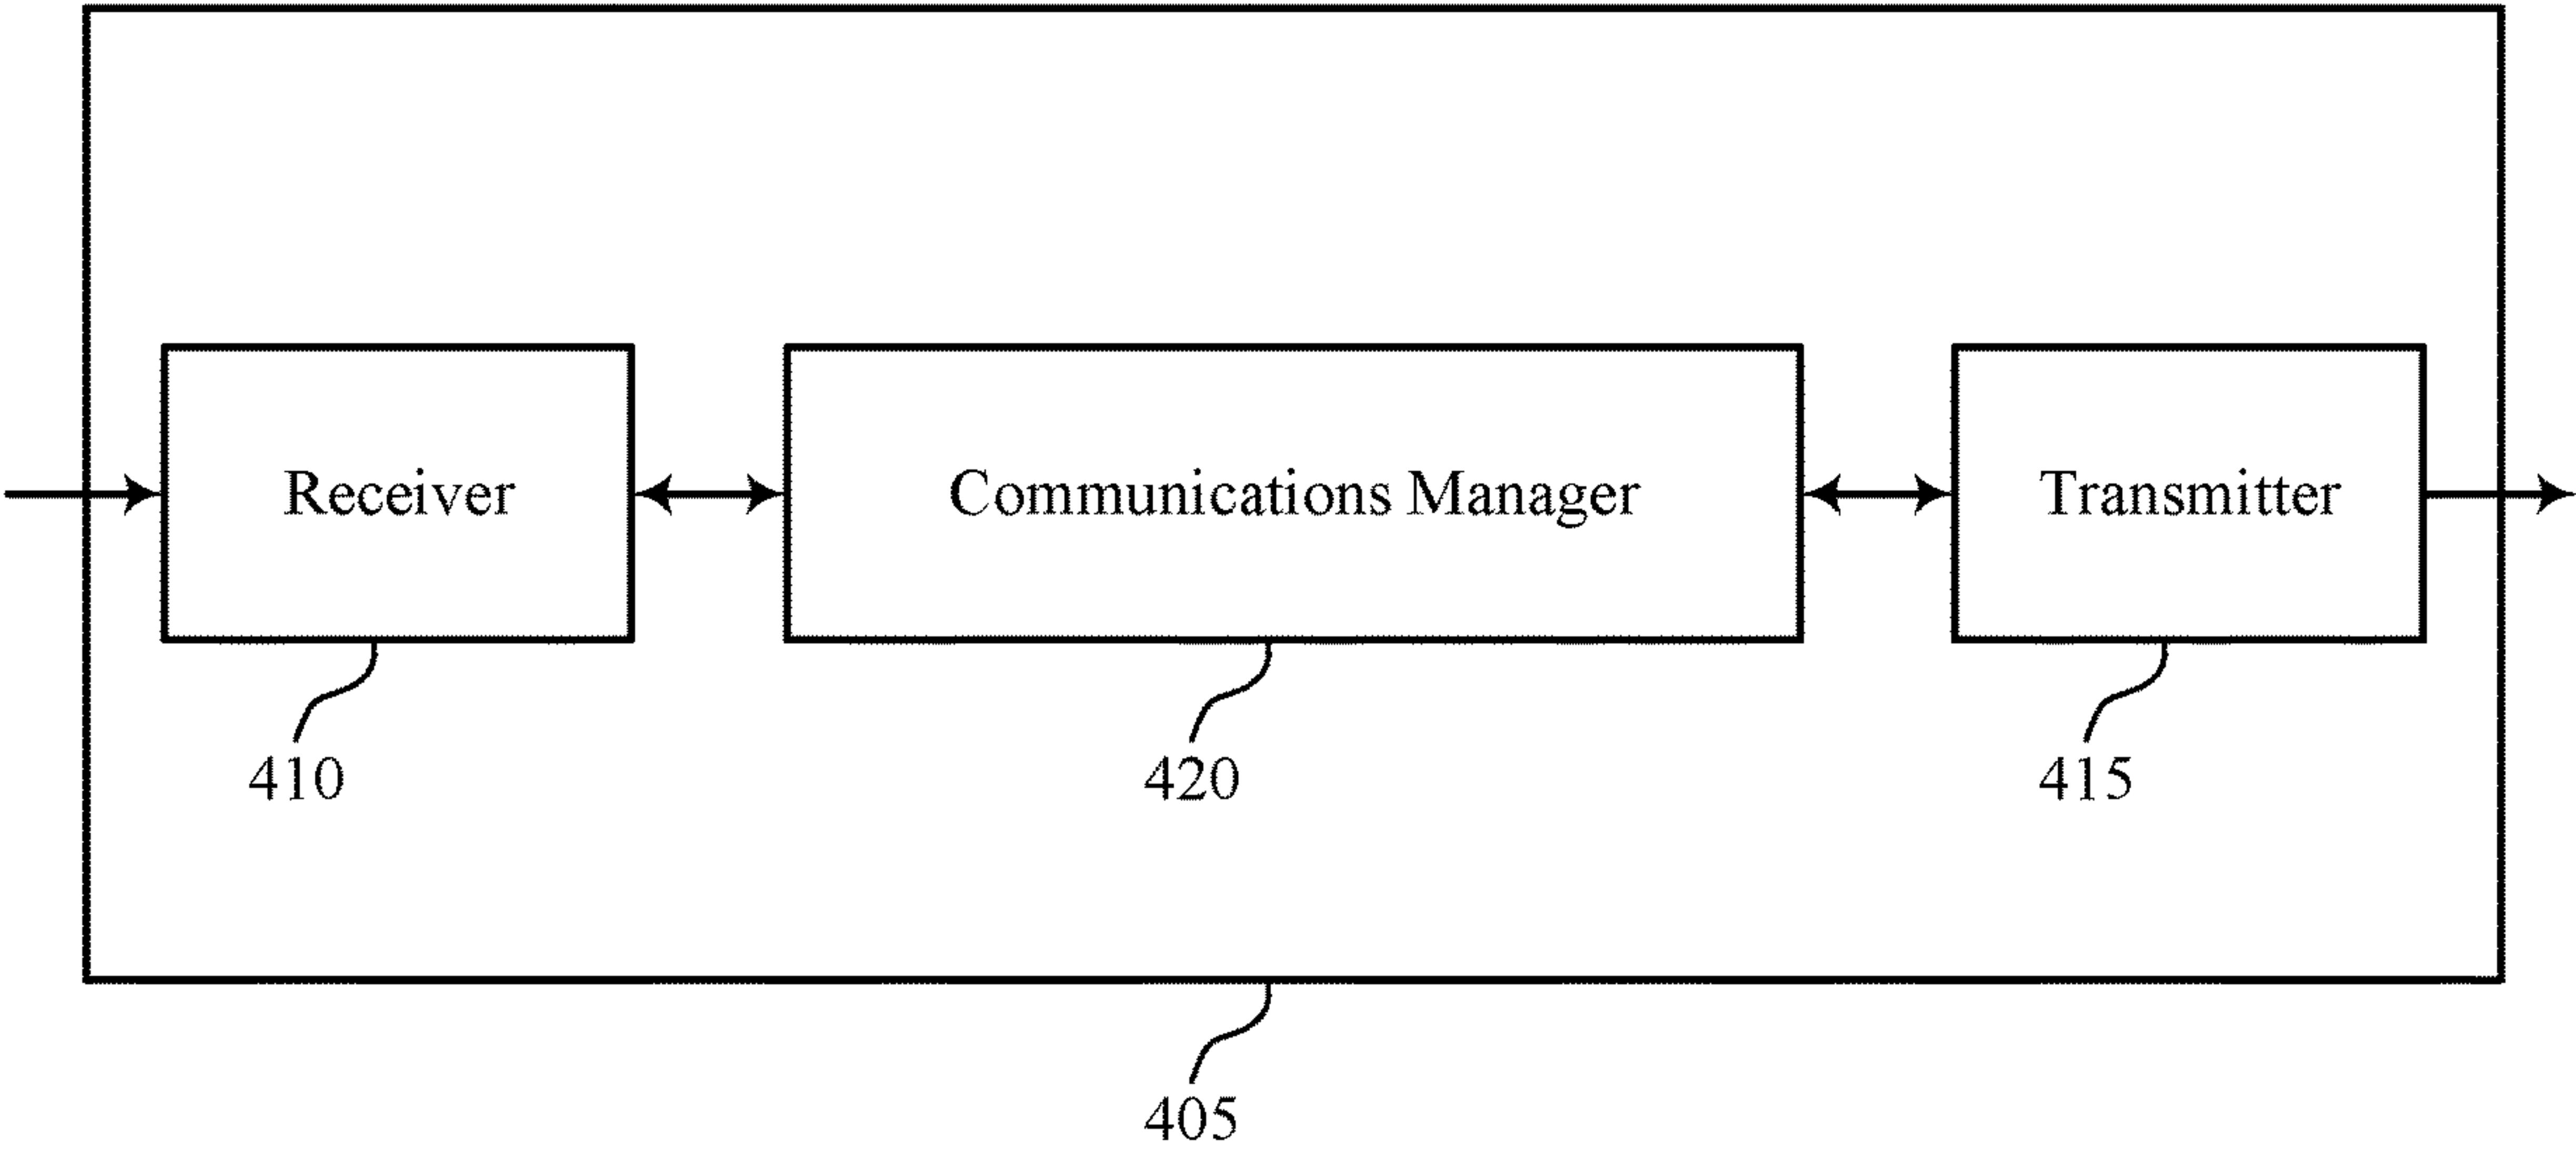 Receiver
Communications Manager
Transmitter
410
420
415
405